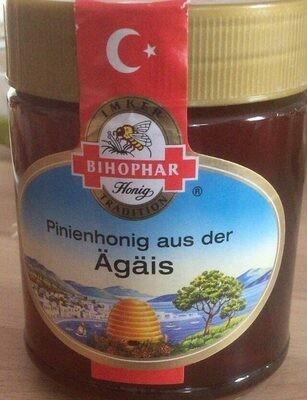 IMKER
BIHOPHAR
Honig
TRADITION
®
Pinienhonig aus der
Ägäis